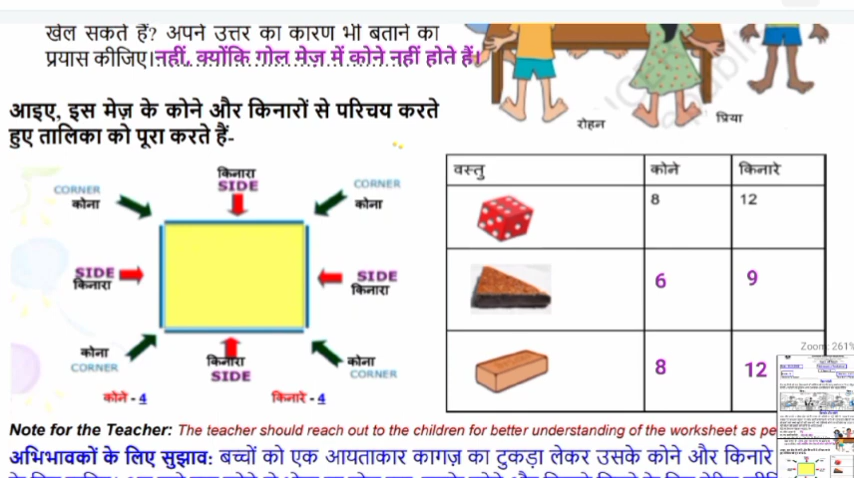 खेल सकते हैं? अपने उत्तर का कारण भी बताने का
प्रयास कीजिए।नहीं, क्योंकि गोल मेज़ में कोने नहीं होते हैं।
रोहन
प्रिया
आइए, इस मेज़ के कोने और किनारों से परिचय करते
हुए तालिका को पूरा करते हैं-
किनारा
SIDE
CORNER
कोना
CORNER
कोना
SIDE
किनारा
SIDE
किनारा
कोना
CORNER
किनारा
SIDE
कोना
CORNER
कोने - 4
किनारे - 4
वस्तु कोने किनारे
8 12
6 9
8 12
Zoom: 261%
Note for the Teacher: The teacher should reach out to the children for better understanding of the worksheet as pe
अभिभावकों के लिए सुझाव: बच्चों को एक आयताकार कागज़ का टुकड़ा लेकर उसके कोने और किनारे